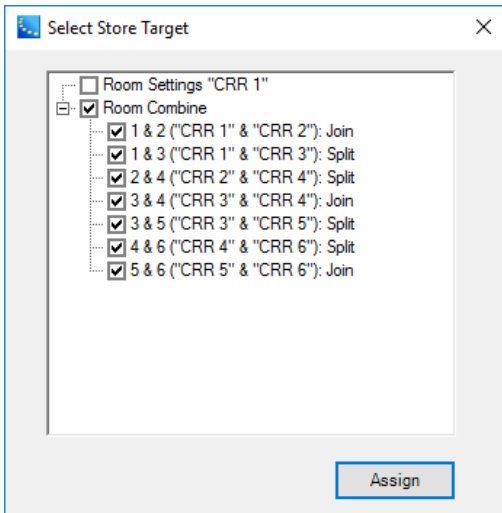 Select Store Target
Room Settings "CRR 1"
Room Combine
1 & 2 ("CRR 1" & "CRR 2"): Join
1 & 3 ("CRR 1" & "CRR 3"): Split
2 & 4 ("CRR 2" & "CRR 4"): Split
3 & 4 ("CRR 3" & "CRR 4"): Join
3 & 5 ("CRR 3" & "CRR 5"): Split
4 & 6 ("CRR 4" & "CRR 6"): Split
5 & 6 ("CRR 5" & "CRR 6"): Join
Assign